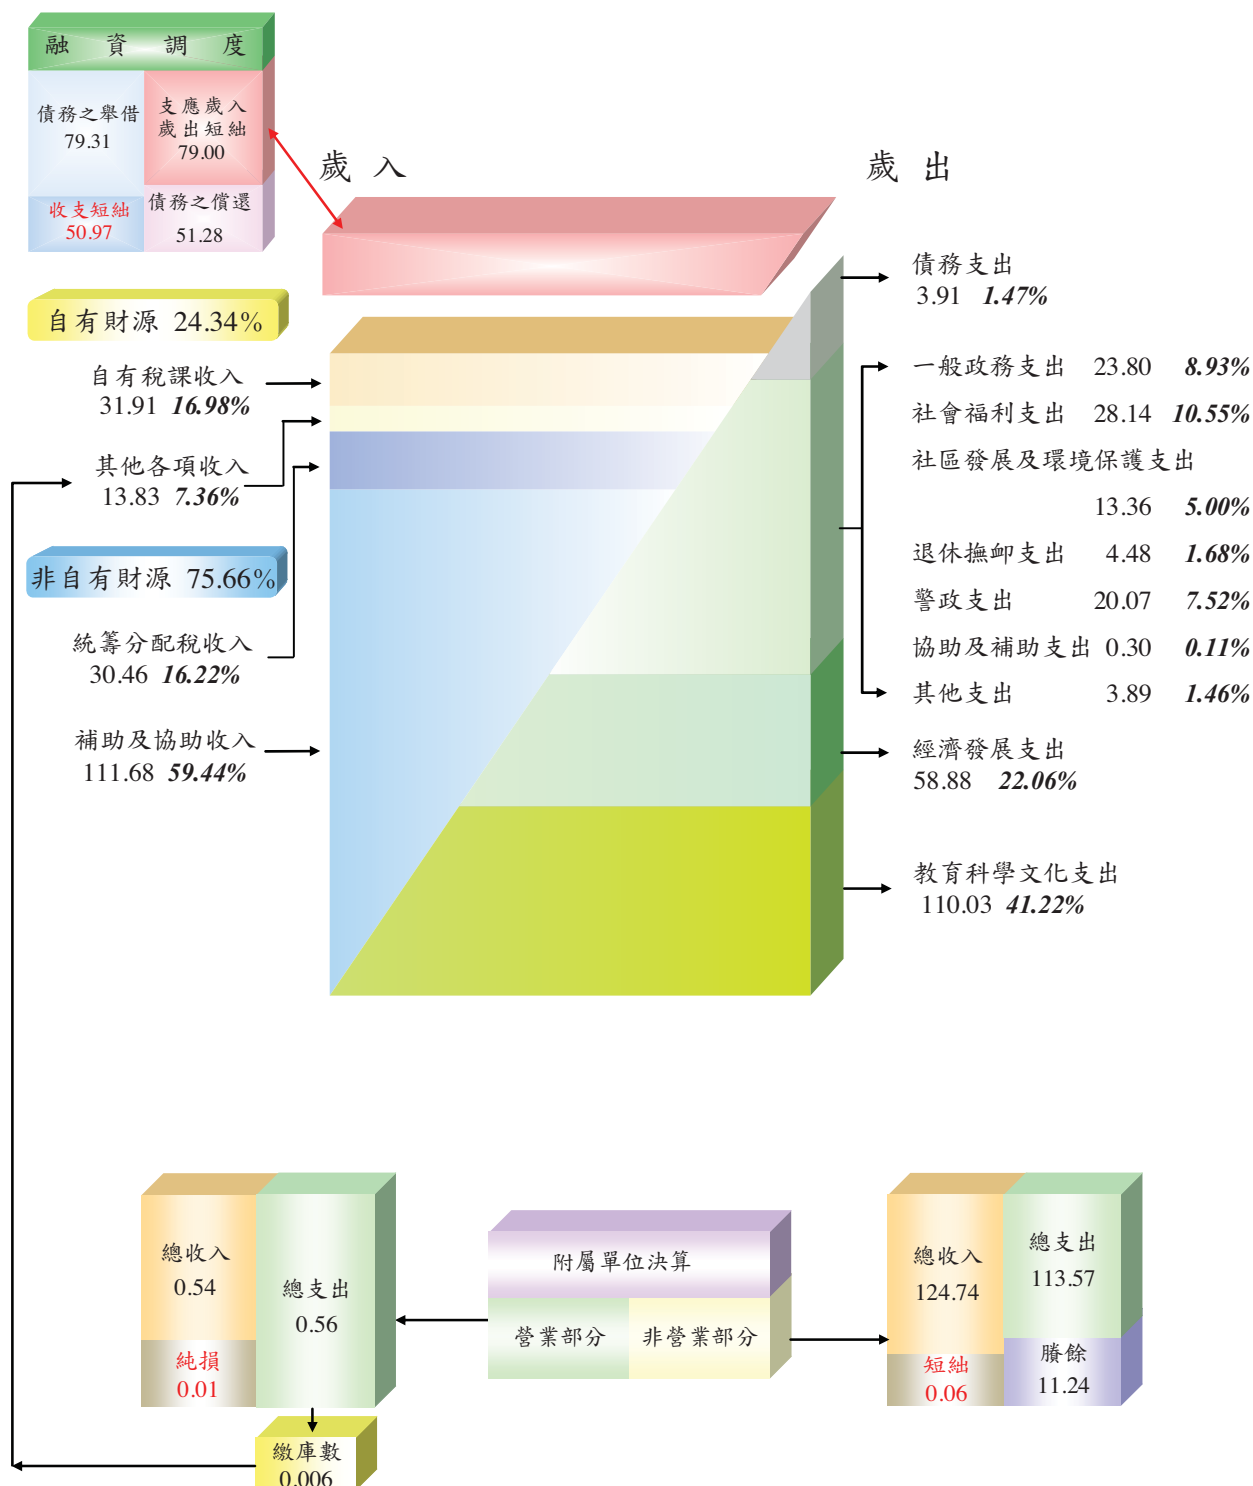 融資調度
債務之舉借
79.31
支應歲入
歲出短絀
79.00
收支短絀
50.97
債務之償還
51.28
歲入
歲出
自有財源 24.34%
自有稅課收入
31.91 16.98%
其他各項收入
13.83 7.36%
非自有財源 75.66%
統籌分配稅收入
30.46 16.22%
補助及協助收入
111.68 59.44%
債務支出
3.91 1.47%
一般政務支出 23.80 8.93%
社會福利支出 28.14 10.55%
社區發展及環境保護支出
13.36 5.00%
退休撫卹支出 4.48 1.68%
警政支出 20.07 7.52%
協助及補助支出 0.30 0.11%
其他支出 3.89 1.46%
經濟發展支出
58.88 22.06%
教育科學文化支出
110.03 41.22%
總收入
0.54
純損
0.01
總支出
0.56
繳庫數
0.006
附屬單位決算
營業部分
非營業部分
總收入
124.74
短絀
0.06
總支出
113.57
賸餘
11.24